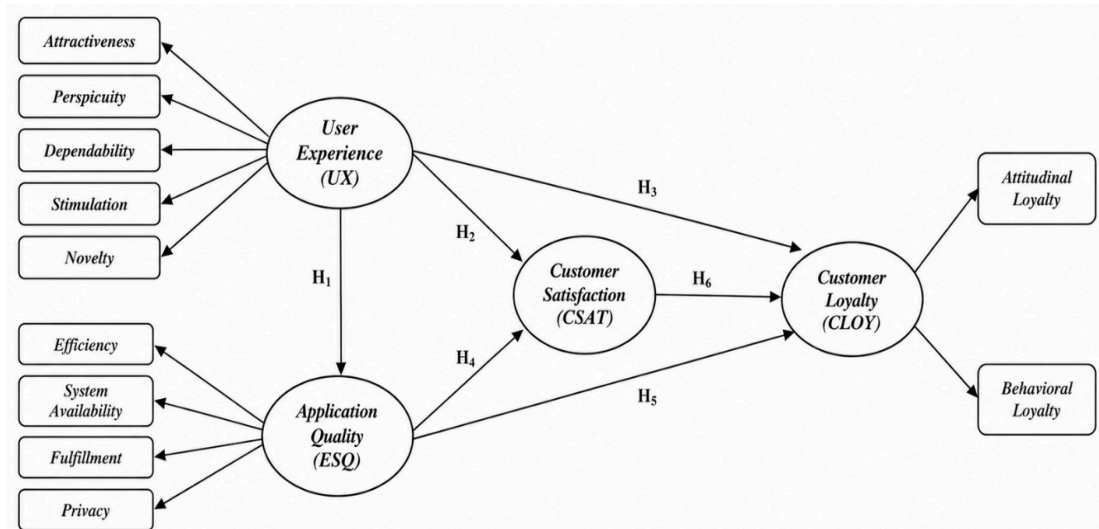 Attractiveness
Perspicuity
Dependability
Stimulation
Novelty
User
Experience
(UX)
H3
H2
H1
Customer
Satisfaction
(CSAT)
H6
Customer
Loyalty
(CLOY)
Attitudinal
Loyalty
Behavioral
Loyalty
H4
H5
Efficiency
System
Availability
Fulfillment
Privacy
Application
Quality
(ESQ)